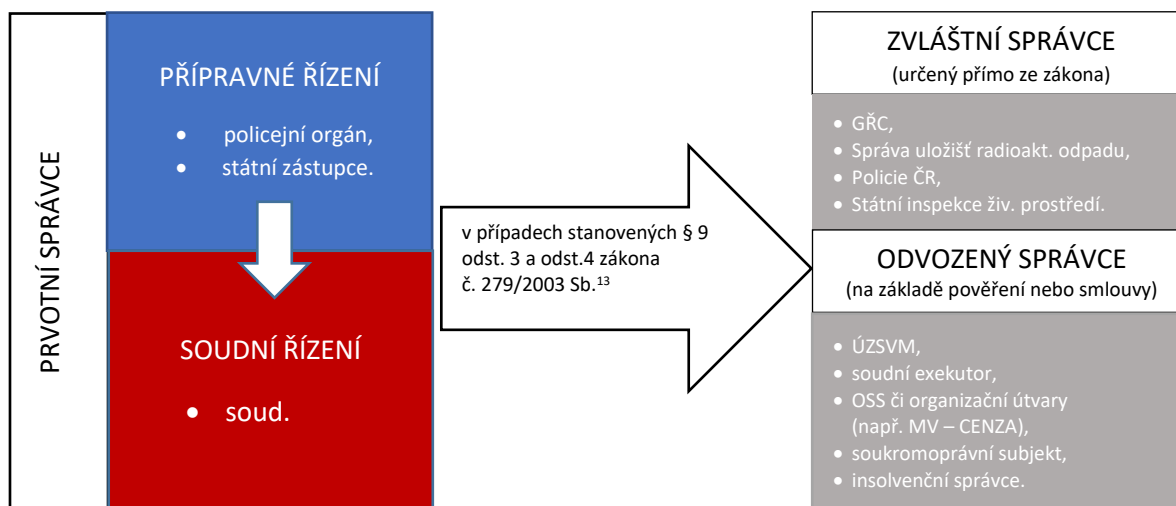 PRVOTNÍ SPRÁVCE
PŘÍPRAVNÉ ŘÍZENÍ
• policejní orgán,
• státní zástupce.
SOUDNÍ ŘÍZENÍ
• soud.
v případech stanovených § 9
odst. 3 a odst.4 zákona
č. 279/2003 Sb.¹³
ZVLÁŠTNÍ SPRÁVCE
(určený přímo ze zákona)
• GŘC,
• Správa uložišť radioakt. odpadu,
• Policie ČR,
• Státní inspekce živ. prostředí.
ODVOZENÝ SPRÁVCE
(na základě pověření nebo smlouvy)
• ÚZSVM,
• soudní exekutor,
• OSS či organizační útvary
(např. MV – CENZA),
• soukromoprávní subjekt,
• insolvenční správce.